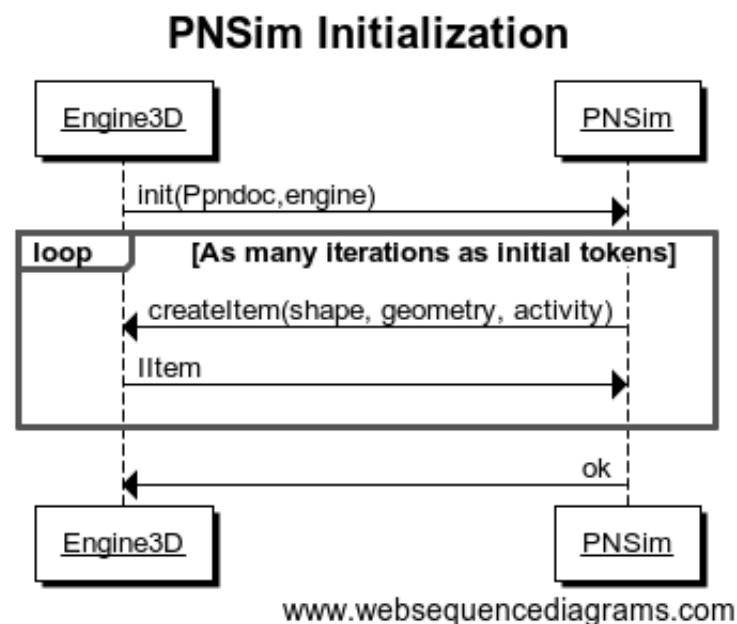 PNSim Initialization
Engine3D PNSim
init(Ppndoc,engine)
loop [As many iterations as initial tokens]
createItem(shape, geometry, activity)
IItem
ok
Engine3D PNSim
www.websequencediagrams.com